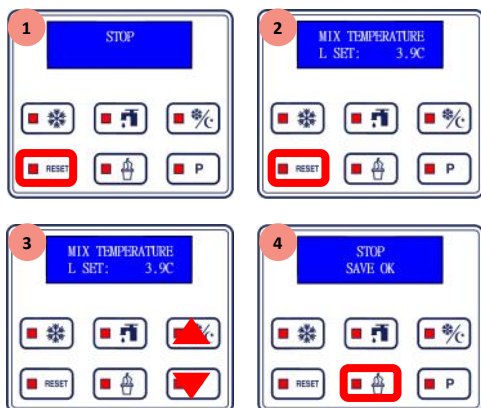 1
STOP
RESET
P
2
MIX TEMPERATURE
L SET: 3.9C
RESET
P
3
MIX TEMPERATURE
L SET: 3.9C
RESET
4
STOP
SAVE OK
RESET
P